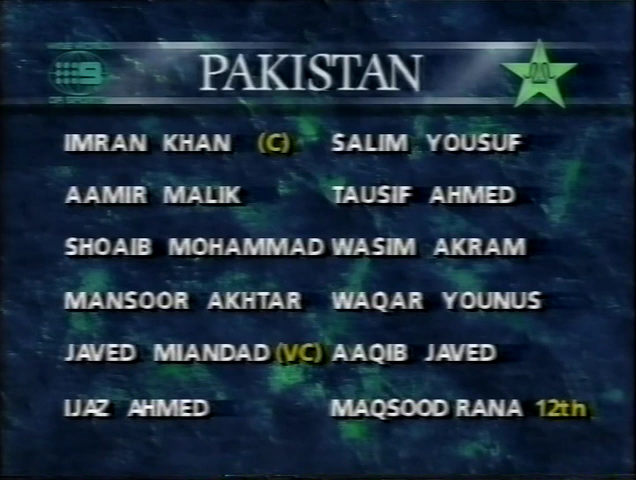 PAKISTAN
IMRAN KHAN (C) SALIM YOUSUF
AAMIR MALIK TAUSIF AHMED
SHOAIB MOHAMMAD WASIM AKRAM
MANSOOR AKHTAR WAQAR YOUNUS
JAVED MIANDAD (VC) AAQIB JAVED
IJAZ AHMED MAQSOOD RANA 12th